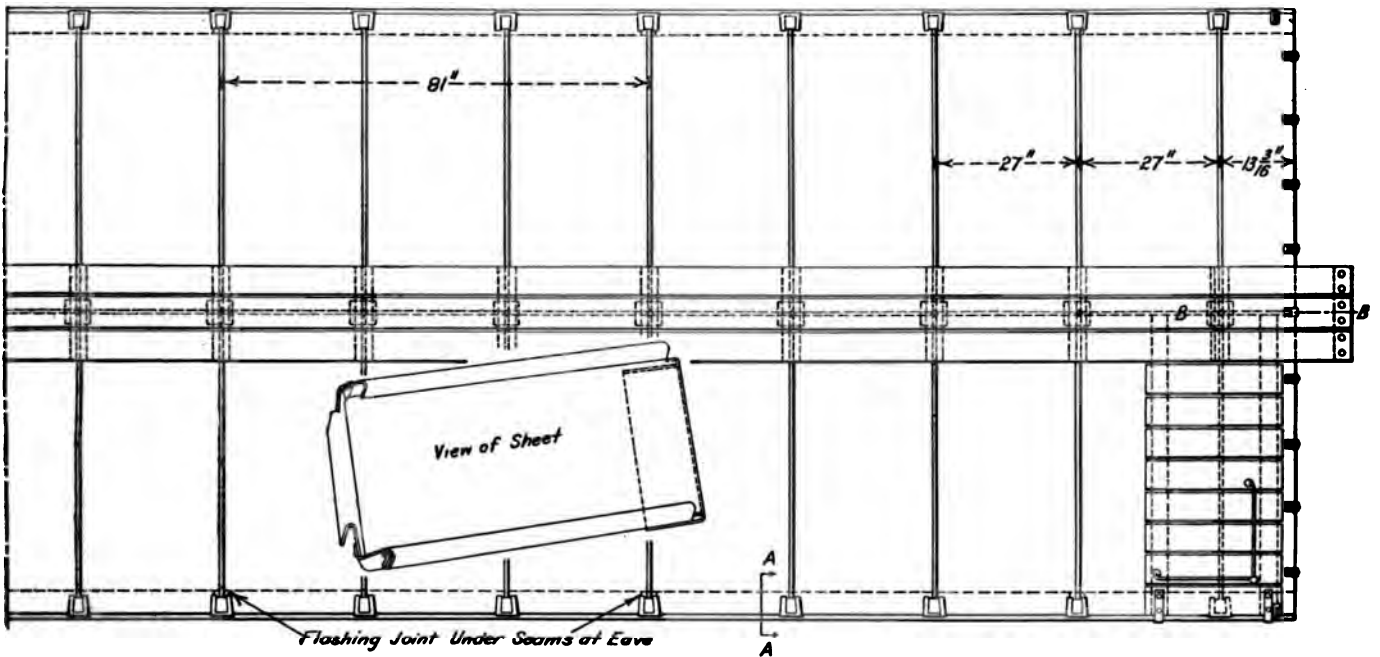 81"
27" 27" 13 3/16"
B B
View of Sheet
A
Flashing Joint Under Seams at Eave
A